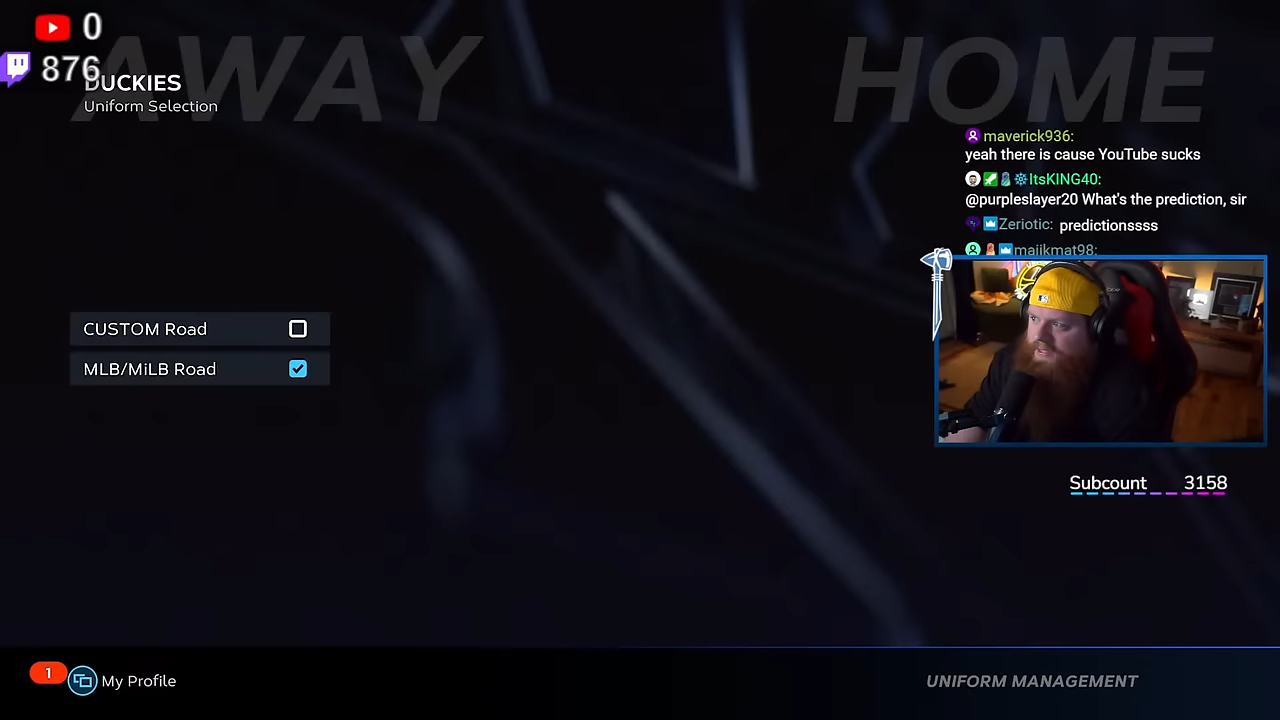 0
876
AWAY
HOME
DUCKIES
Uniform Selection
maverick936:
yeah there is cause YouTube sucks
ItsKING40:
@purpleslayer20 What's the prediction, sir
Zeriotic: predictionssss
majikmat98:
CUSTOM Road
MLB/MiLB Road
Subcount 3158
1
My Profile
UNIFORM MANAGEMENT